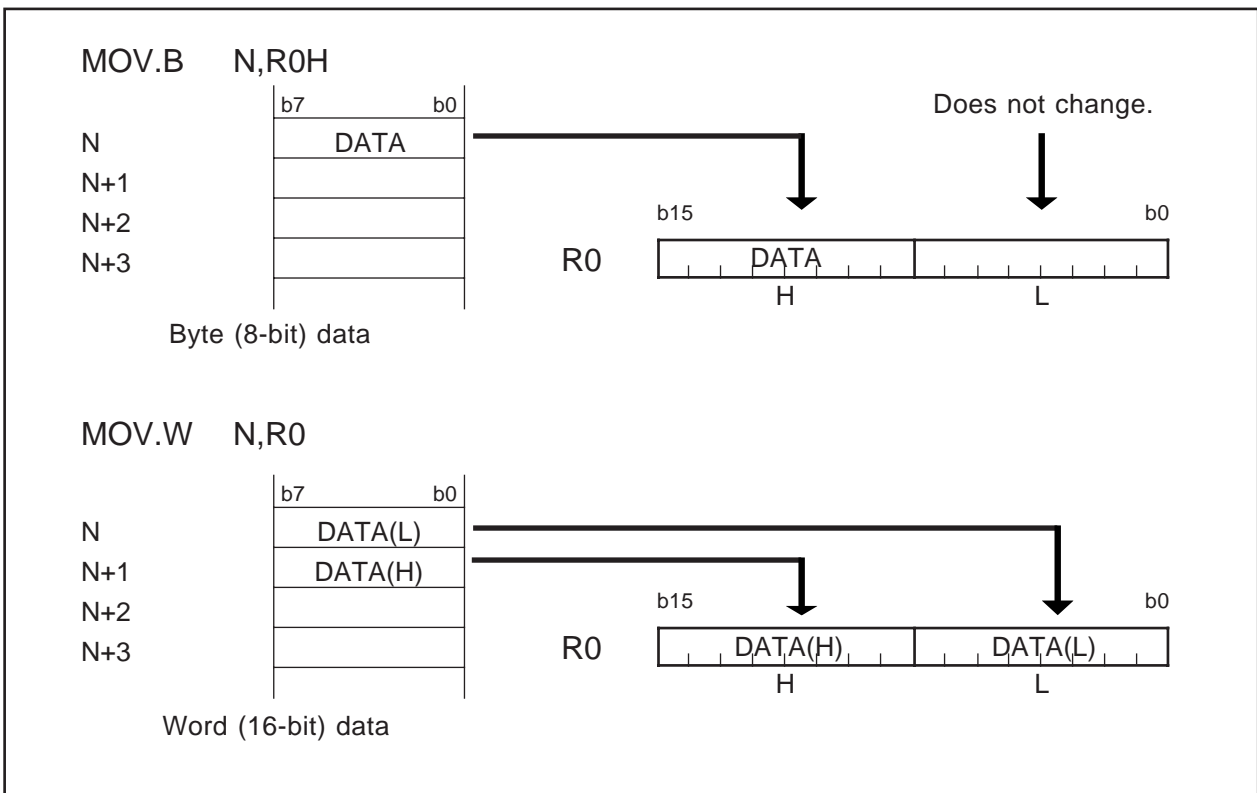 MOV.B N,R0H
b7 b0
Does not change.
N DATA
N+1
b15 b0
N+2
N+3
R0 DATA
H L
Byte (8-bit) data
MOV.W N,R0
b7 b0
N DATA(L)
N+1 DATA(H)
b15 b0
N+2
N+3
R0 DATA(H) DATA(L)
H L
Word (16-bit) data